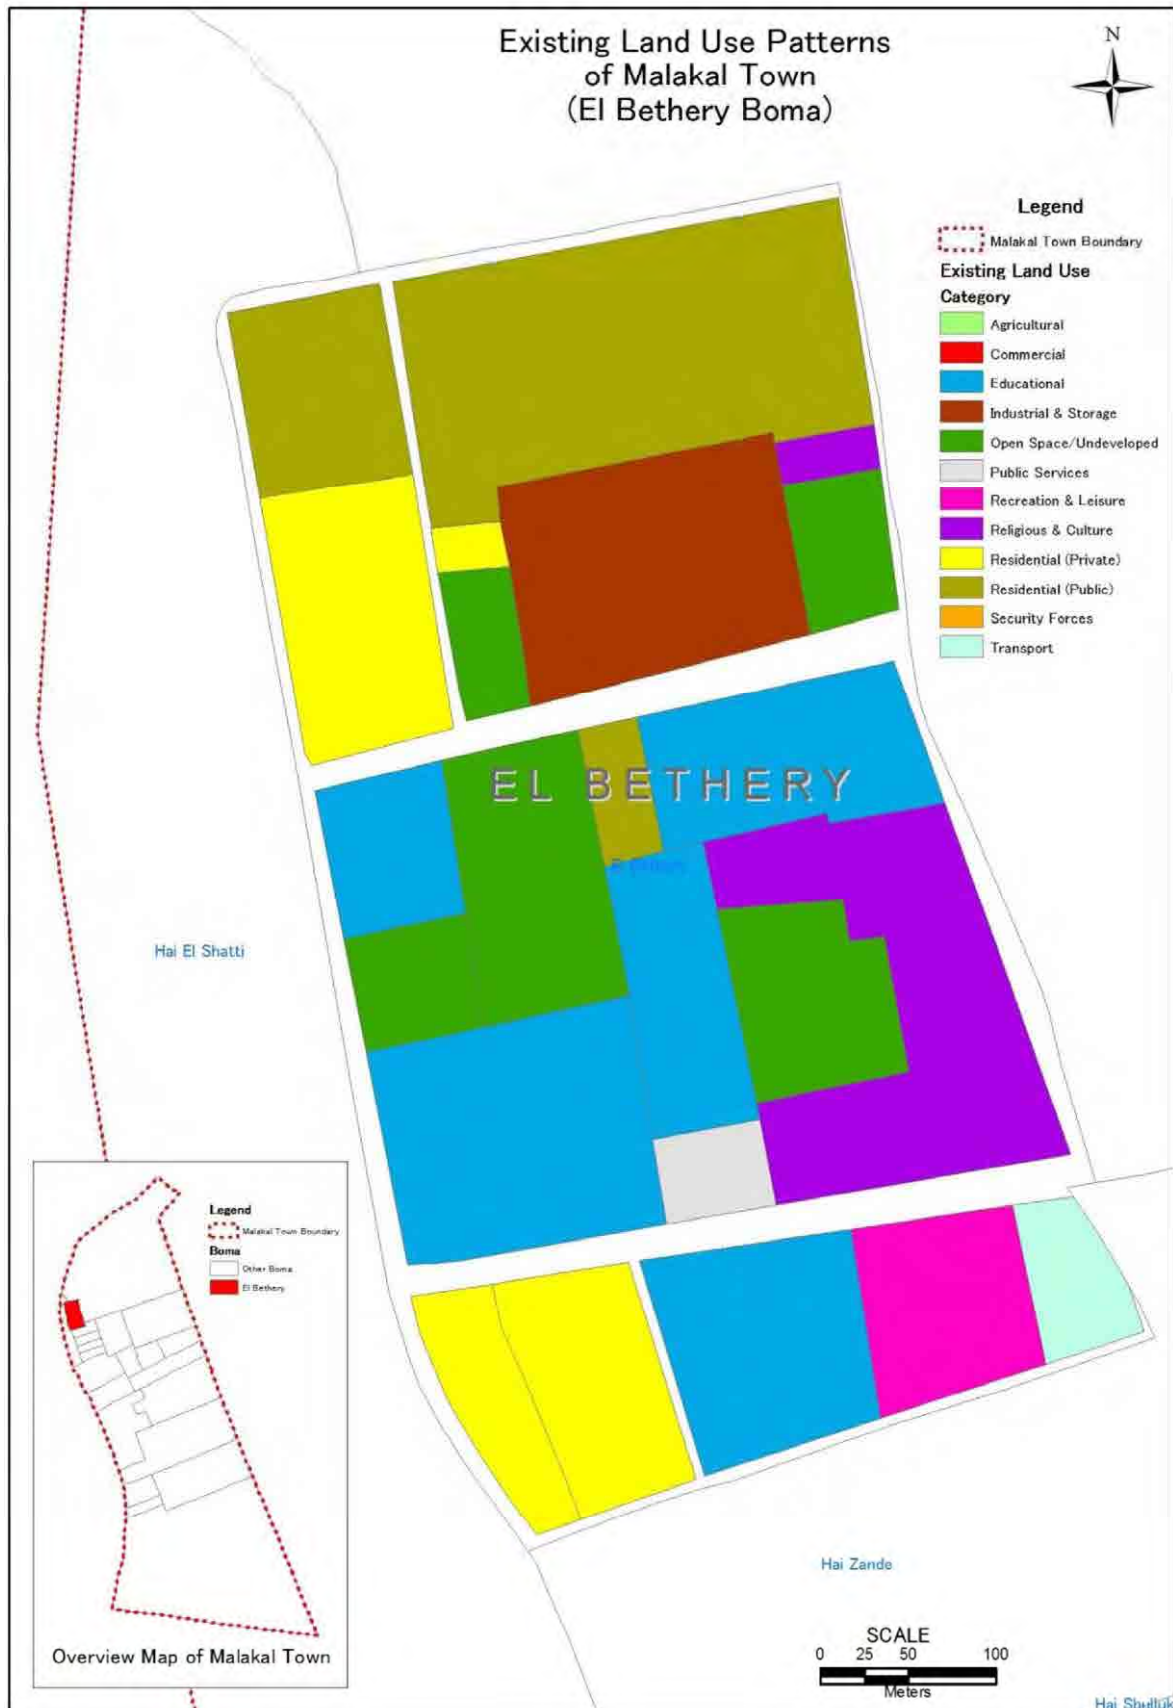 Existing Land Use Patterns
of Malakal Town
(El Bethery Boma)
N
Legend
Malakal Town Boundary
Existing Land Use
Category
Agricultural
Commercial
Educational
Industrial & Storage
Open Space/Undeveloped
Public Services
Recreation & Leisure
Religious & Culture
Residential (Private)
Residential (Public)
Security Forces
Transport
EL BETHERY
Hai El Shatti
Legend
Malakal Town Boundary
Boma
Other Boma
El Bethery
Overview Map of Malakal Town
Hai Zande
SCALE
0 25 50 100
Meters
Hai Shulluk